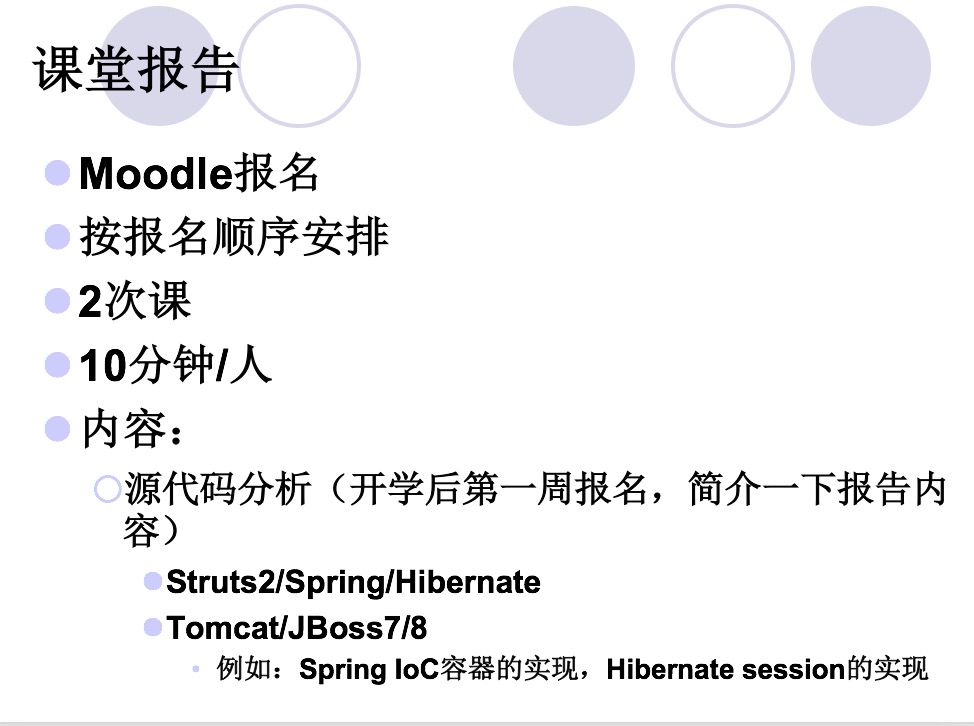 课堂报告
Moodle报名
按报名顺序安排
2次课
10分钟/人
内容：
源代码分析（开学后第一周报名，简介一下报告内
容）
Struts2/Spring/Hibernate
Tomcat/JBoss7/8
例如：Spring IoC容器的实现，Hibernate session的实现